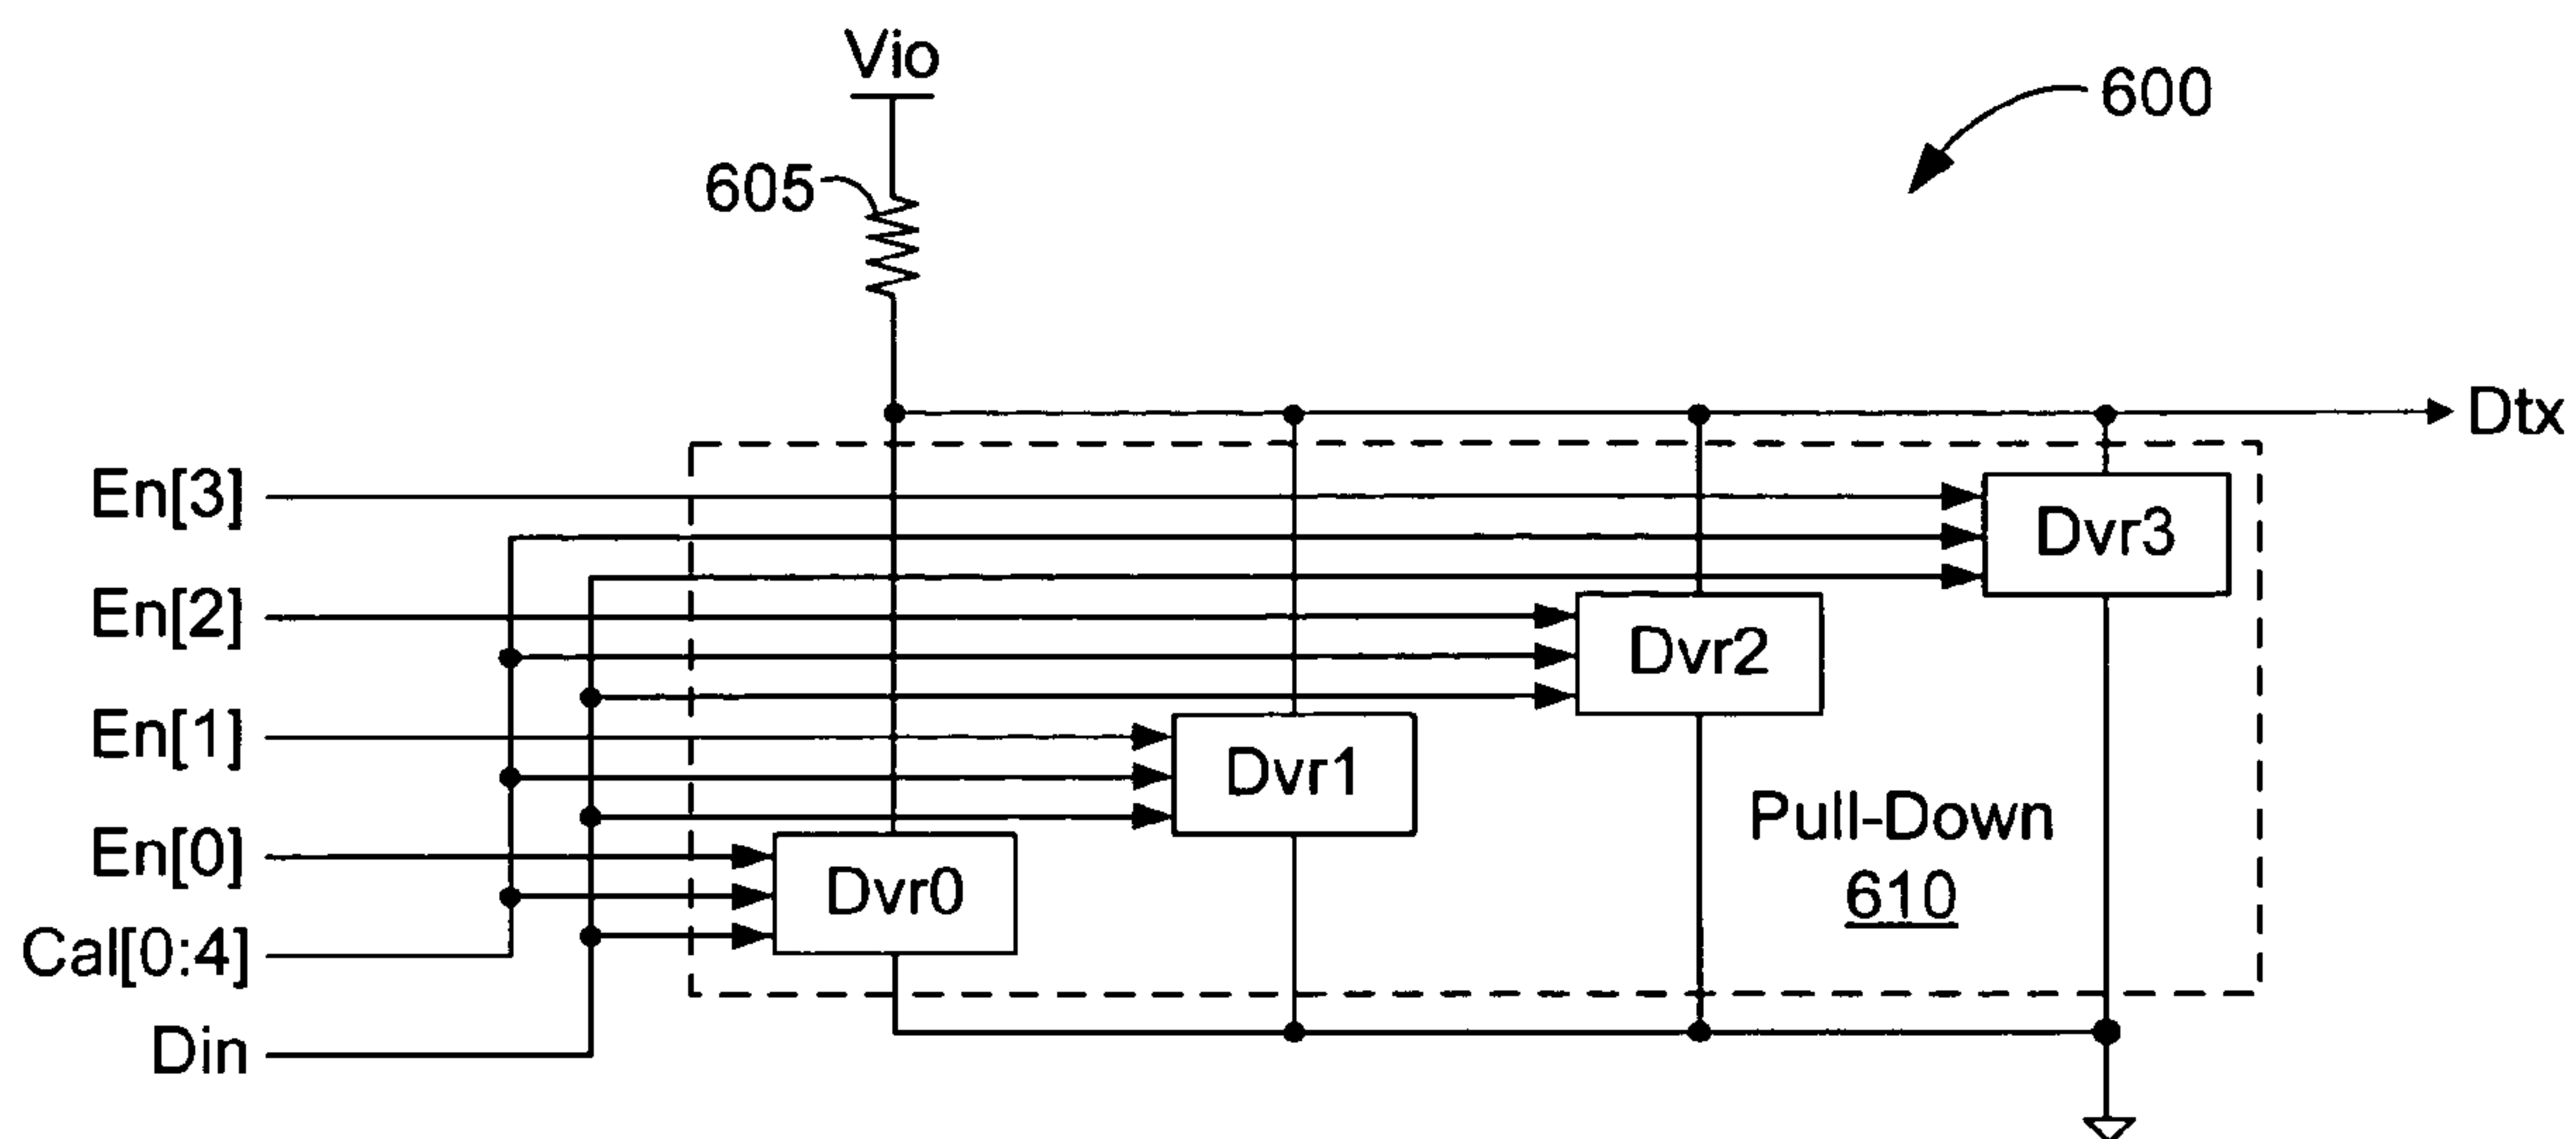 Vio
600
605
Dtx
En[3]
Dvr3
En[2]
Dvr2
En[1]
Dvr1
Pull-Down
610
En[0]
Dvr0
Cal[0:4]
Din